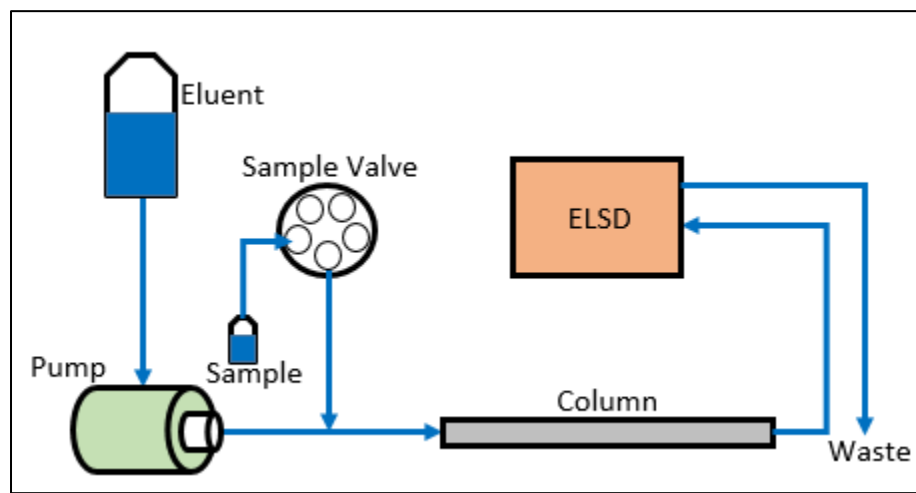 Eluent
Sample Valve
ELSD
Pump
Sample
Column
Waste